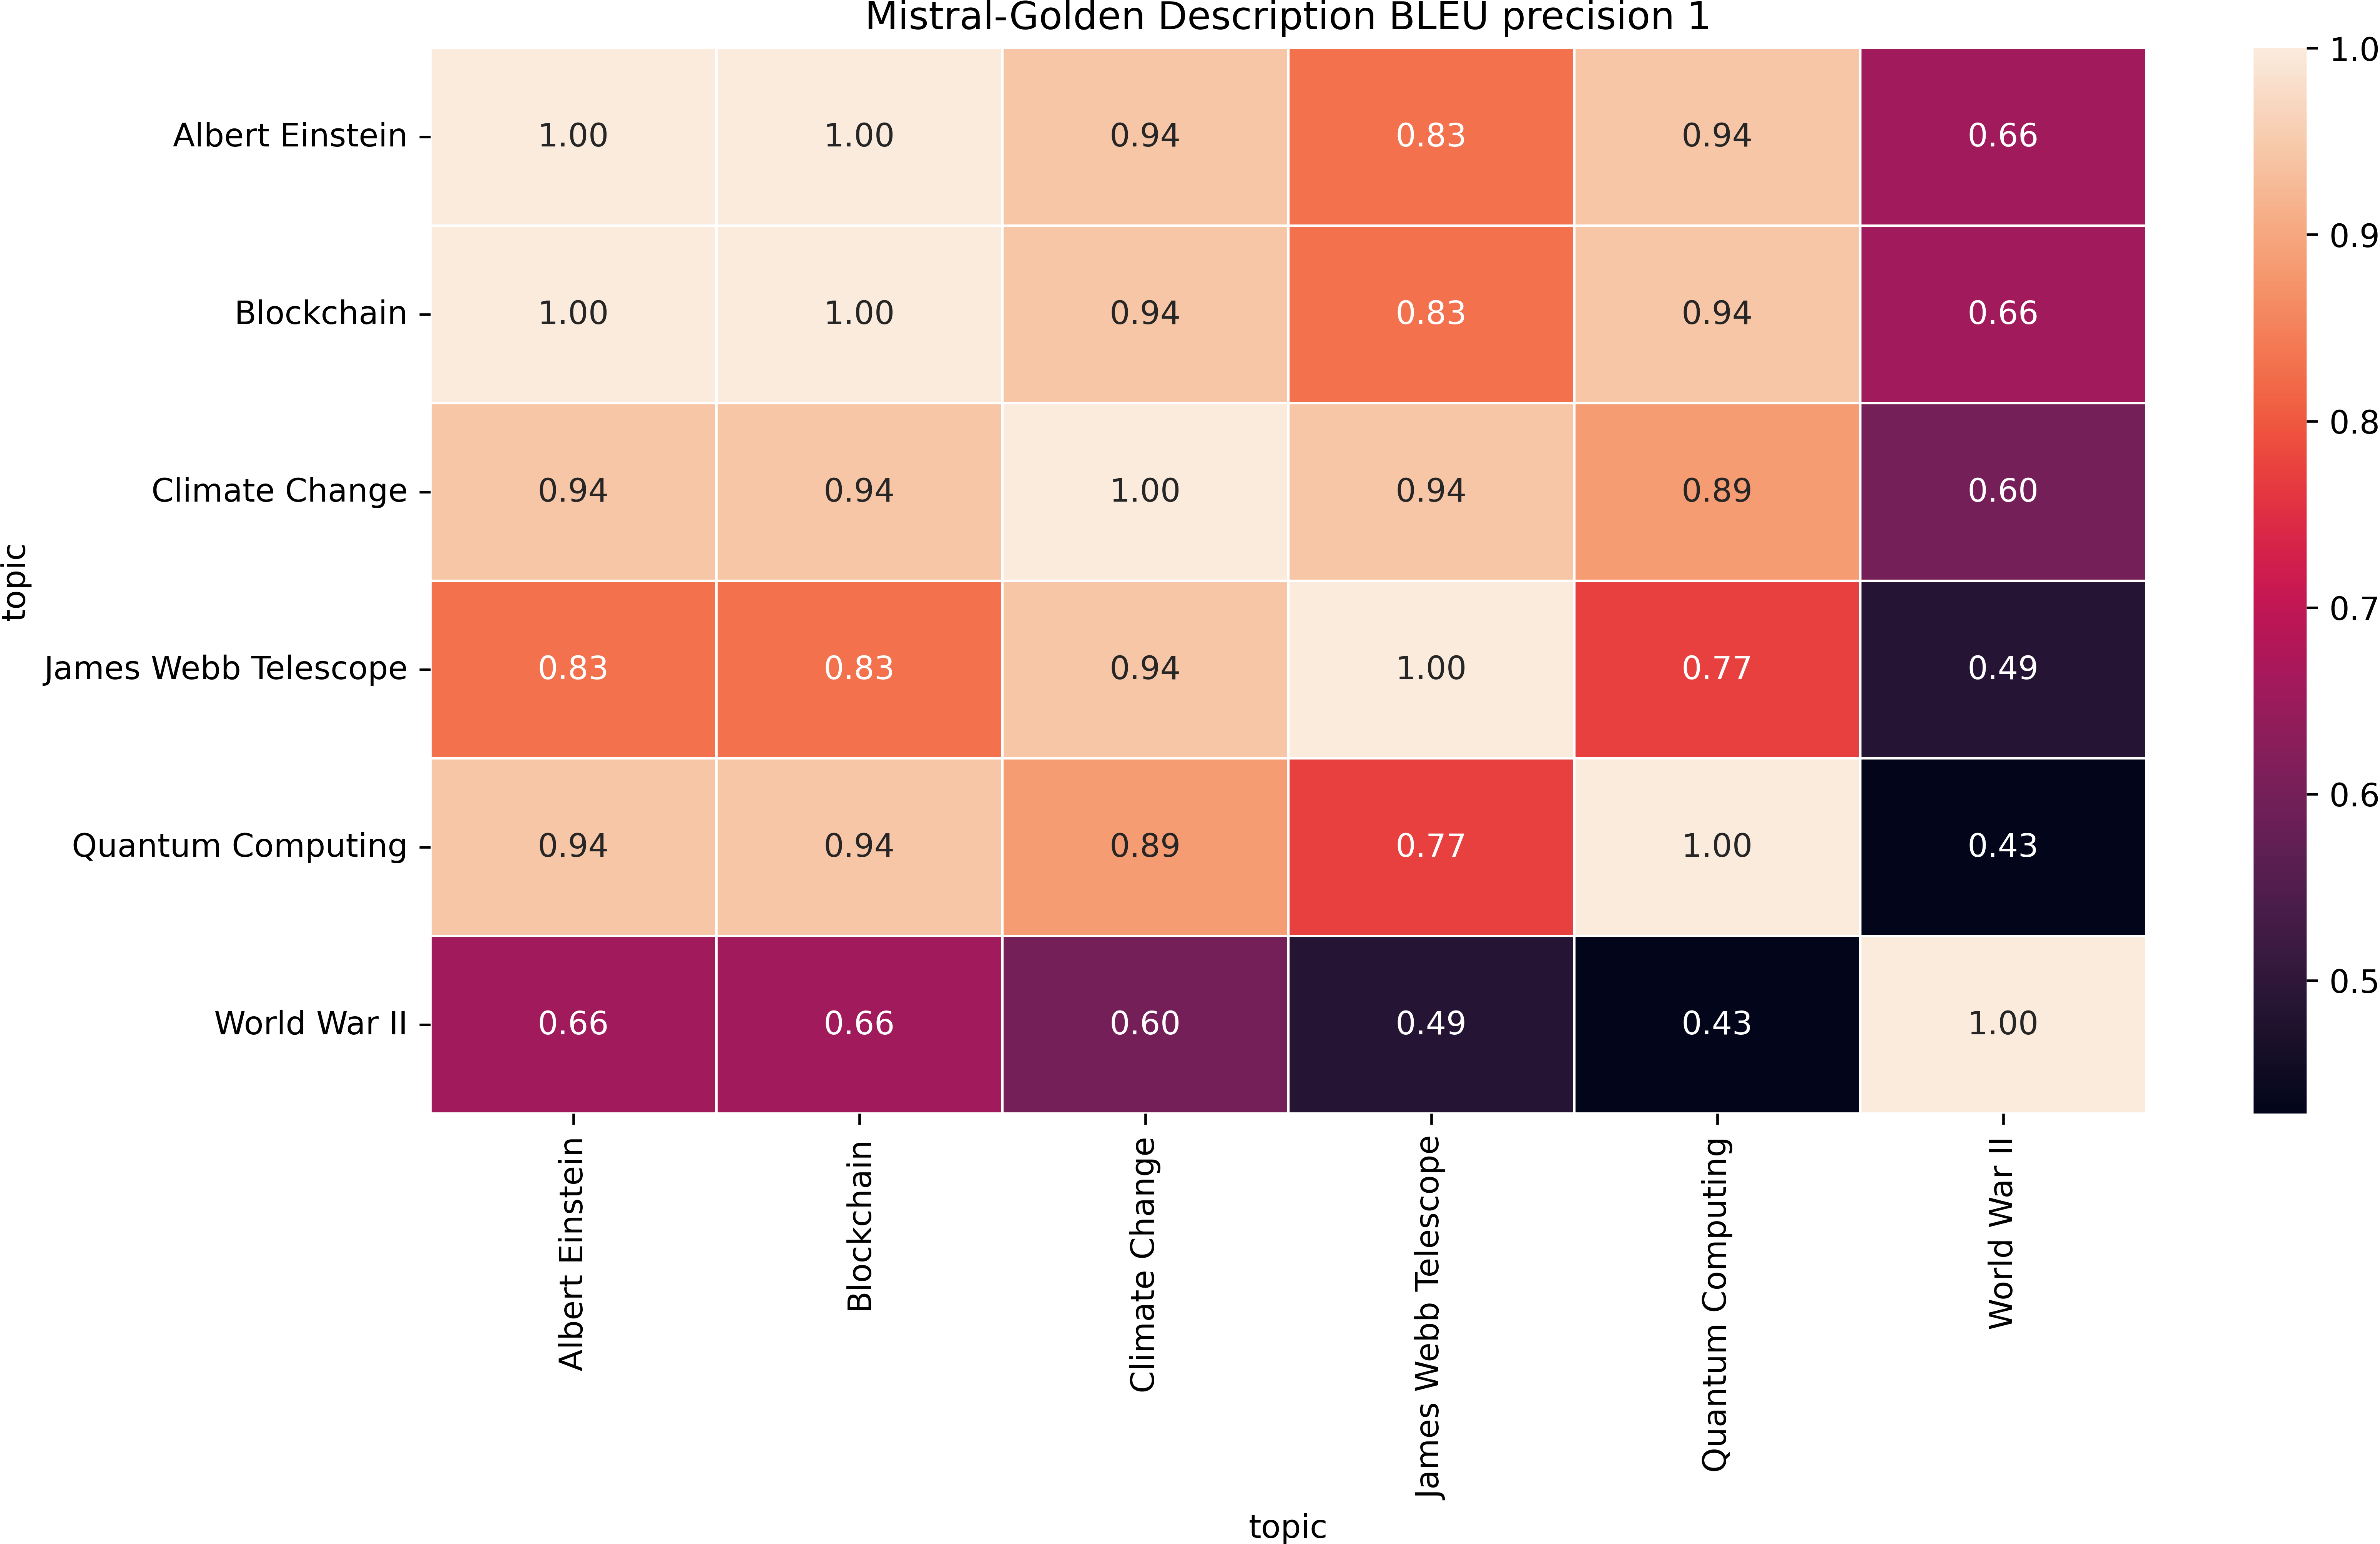 Mistral-Golden Description BLEU precision 1
topic
Albert Einstein 1.00 1.00 0.94 0.83 0.94 0.66
Blockchain 1.00 1.00 0.94 0.83 0.94 0.66
Climate Change 0.94 0.94 1.00 0.94 0.89 0.60
James Webb Telescope 0.83 0.83 0.94 1.00 0.77 0.49
Quantum Computing 0.94 0.94 0.89 0.77 1.00 0.43
World War II 0.66 0.66 0.60 0.49 0.43 1.00
Albert Einstein
Blockchain
Climate Change
James Webb Telescope
Quantum Computing
World War II
topic
1.0
0.9
0.8
0.7
0.6
0.5